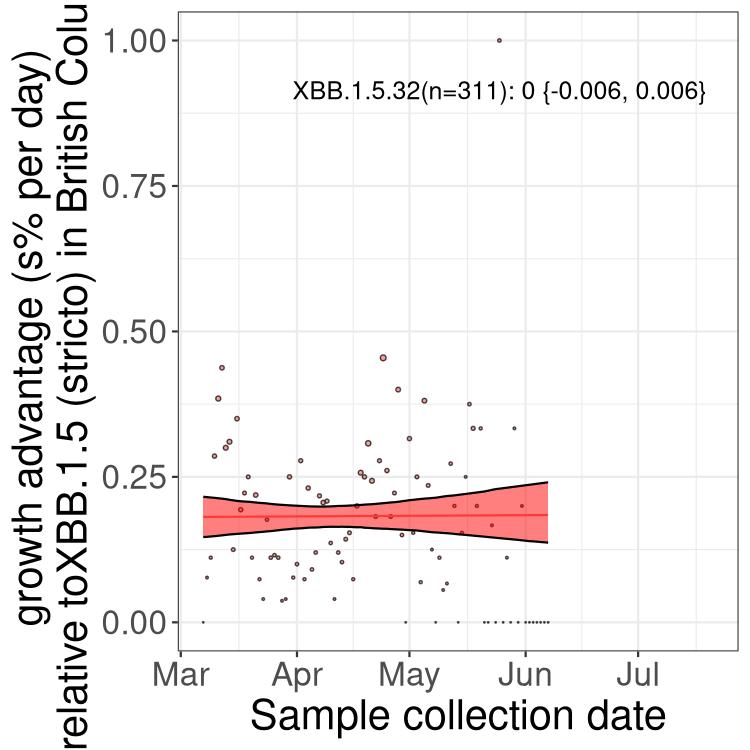 growth advantage (s% per day)
relative toXBB.1.5 (stricto) in British Colu
1.00
0.75
0.50
0.25
0.00
XBB.1.5.32(n=311): 0 {-0.006, 0.006}
Mar Apr May Jun Jul
Sample collection date